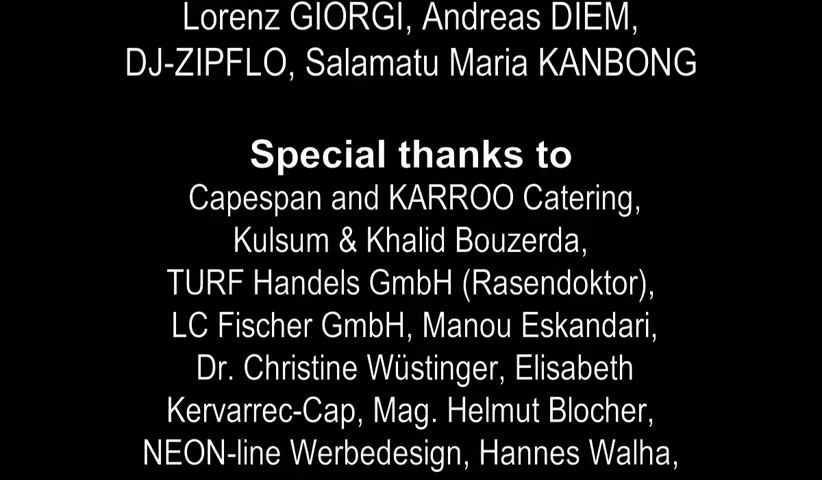 Lorenz GIORGI, Andreas DIEM,
DJ-ZIPFLO, Salamatu Maria KANBONG
Special thanks to
Capespan and KARROO Catering,
Kulsum & Khalid Bouzerda,
TURF Handels GmbH (Rasendoktor),
LC Fischer GmbH, Manou Eskandari,
Dr. Christine Wüstinger, Elisabeth
Kervarrec-Cap, Mag. Helmut Blocher,
NEON-line Werbedesign, Hannes Walha,